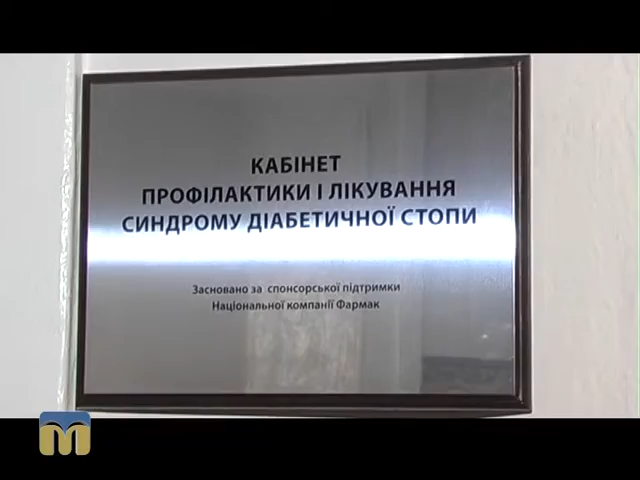 КАБІНЕТ
ПРОФІЛАКТИКИ І ЛІКУВАННЯ
СИНДРОМУ ДІАБЕТИЧНОЇ СТОПИ
Засновано за спонсорської підтримки
Національної компанії Фармак
М